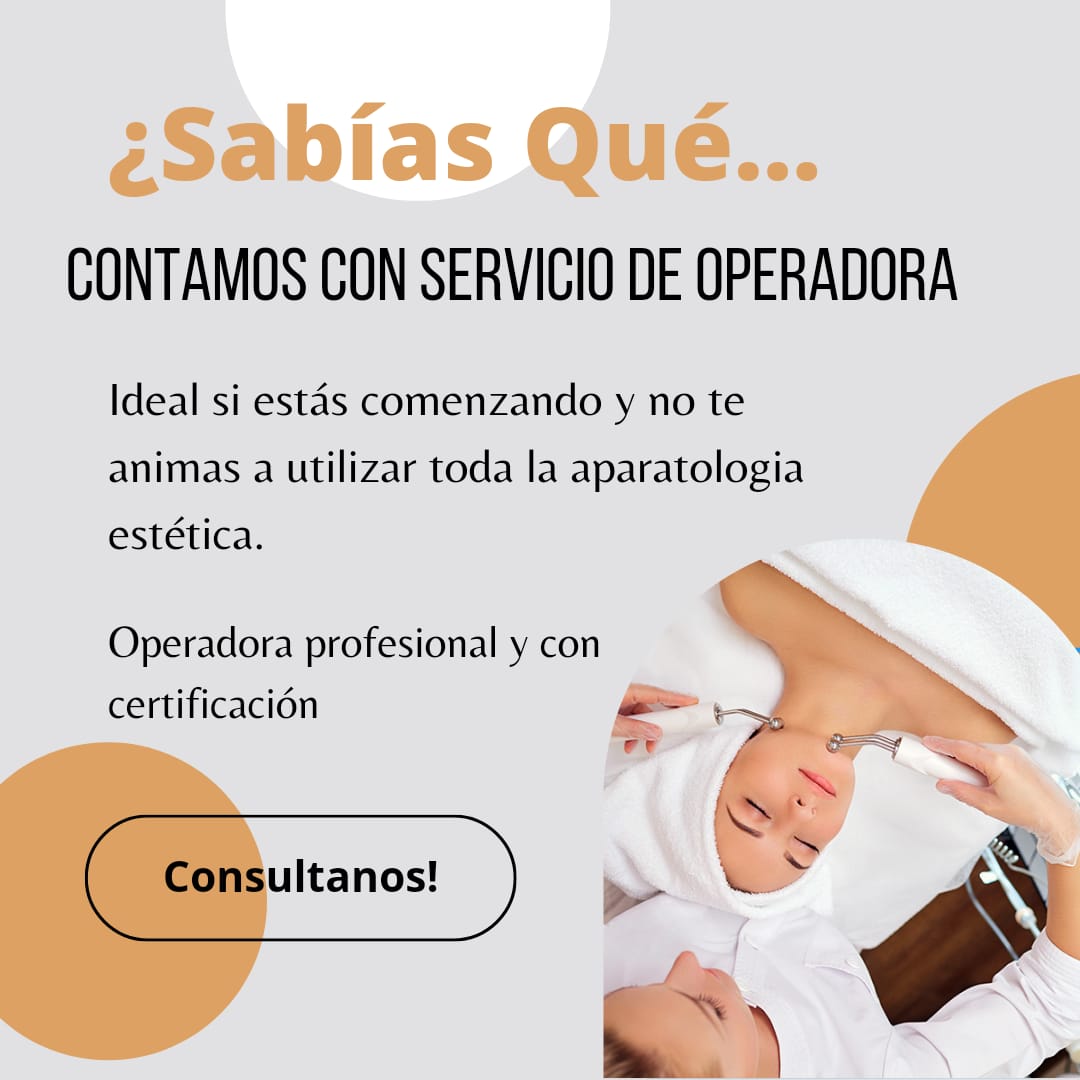 ¿Sabías Qué...
CONTAMOS CON SERVICIO DE OPERADORA
Ideal si estás comenzando y no te
animas a utilizar toda la aparatologia
estética.
Operadora profesional y con
certificación
Consultanos!